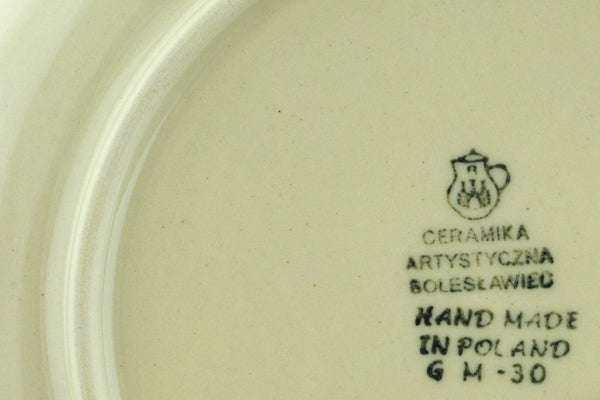 CERAMIKA
ARTYSTYCZNA
BOLESŁAWIEC
HAND MADE
IN POLAND
G M - 30